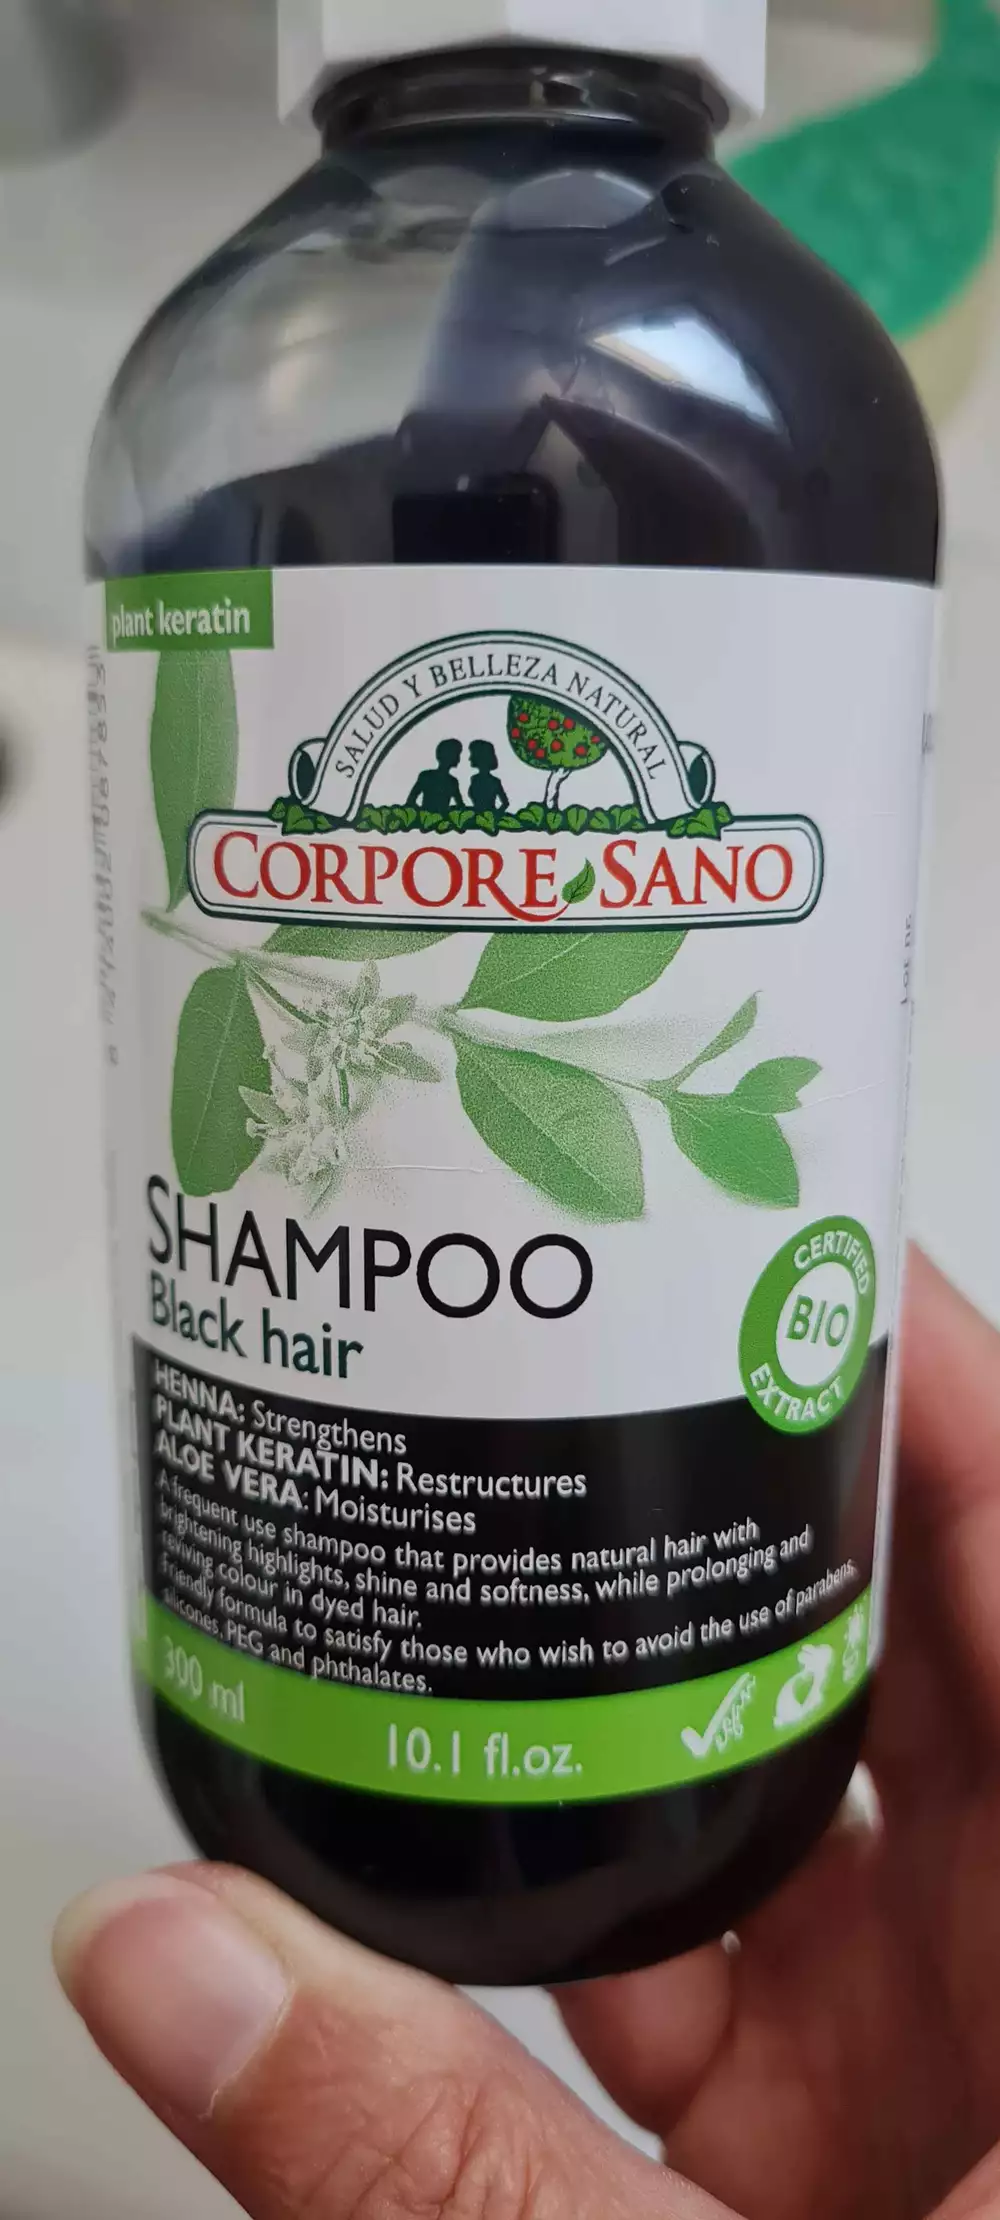 plant keratin
SALUD Y BELLEZA NATURAL
CORPORE SANO
SHAMPOO
Black hair
CERTIFIED
BIO
EXTRACT
HENNA: Strengthens
PLANT KERATIN: Restructures
ALOE VERA: Moisturises
A frequent use shampoo that provides natural hair with
brightening highlights, shine and softness, while prolonging and
reviving colour in dyed hair.
Friendly formula to satisfy those who wish to avoid the use of parabens,
silicones, PEG and phthalates.
300 ml
10.1 fl.oz.